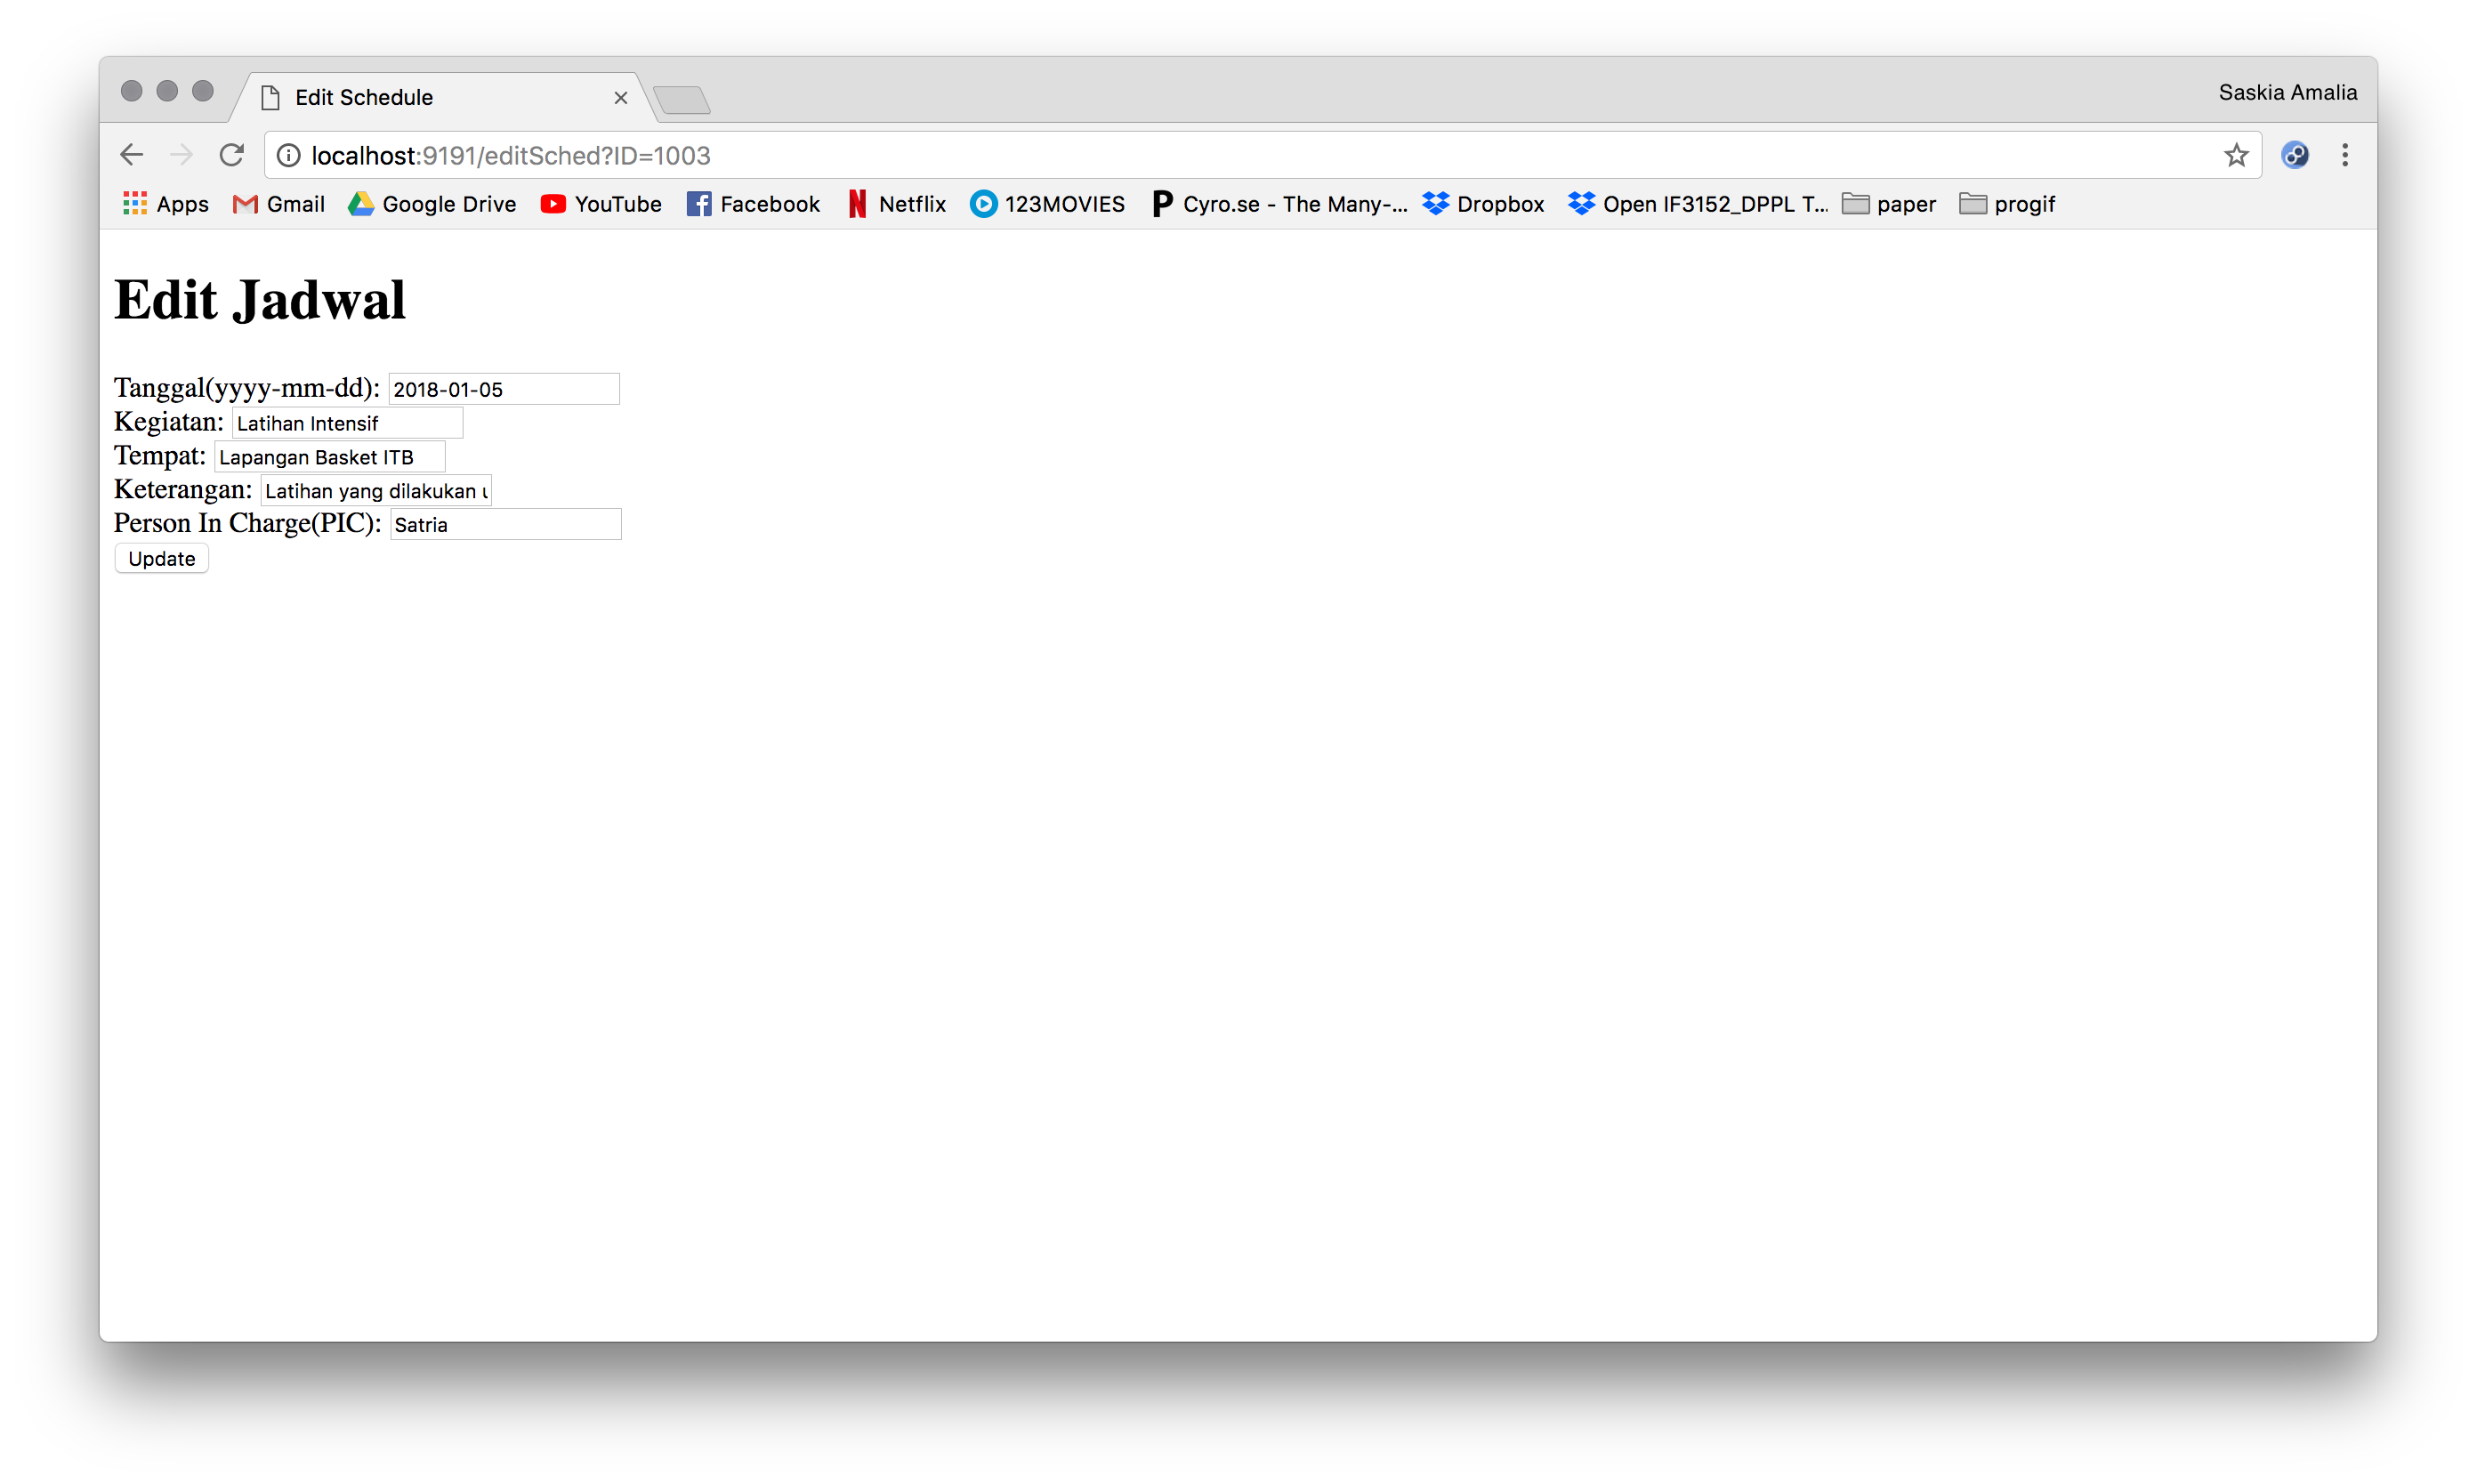 Edit Schedule
Saskia Amalia
localhost:9191/editSched?ID=1003
Apps Gmail Google Drive YouTube Facebook Netflix 123MOVIES Cyro.se - The Many-... Dropbox Open IF3152_DPPL T... paper progif
Edit Jadwal
Tanggal(yyyy-mm-dd): 2018-01-05
Kegiatan: Latihan Intensif
Tempat: Lapangan Basket ITB
Keterangan: Latihan yang dilakukan
Person In Charge(PIC): Satria
Update